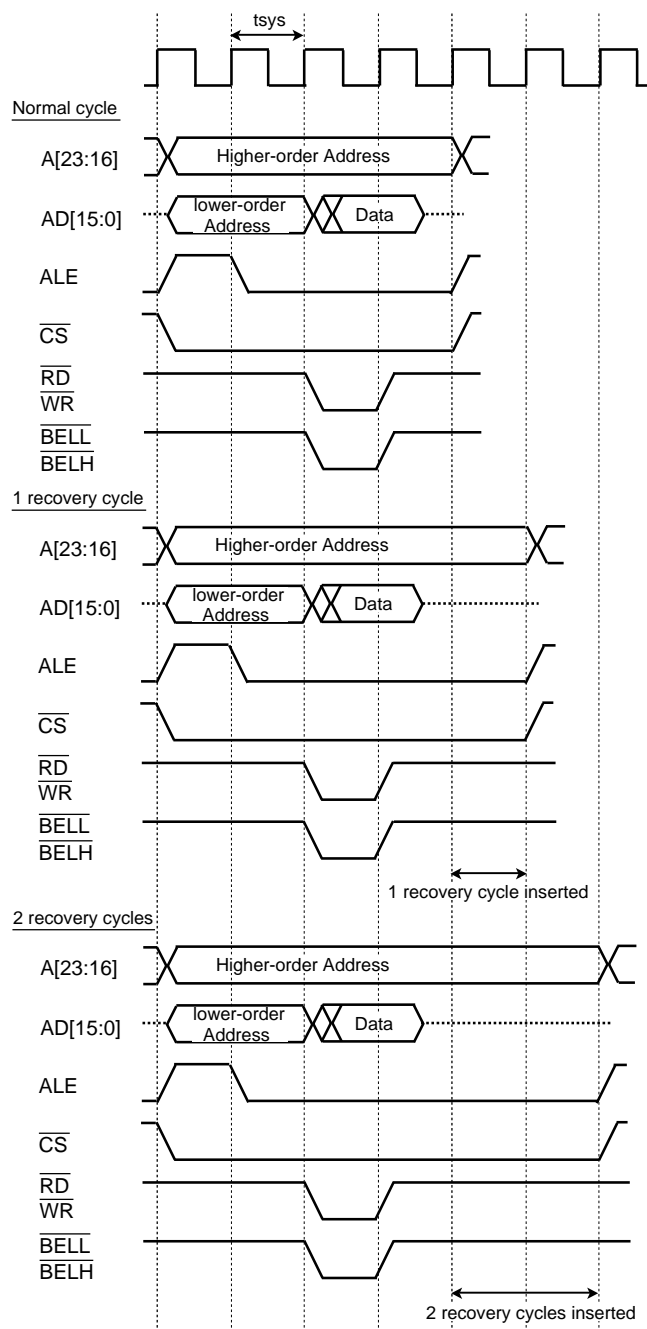 tsys
Normal cycle
A[23:16]
Higher-order Address
AD[15:0]
lower-order
Address
Data
ALE
CS
RD
WR
BELL
BELH
1 recovery cycle
A[23:16]
Higher-order Address
AD[15:0]
lower-order
Address
Data
ALE
CS
RD
WR
BELL
BELH
1 recovery cycle inserted
2 recovery cycles
A[23:16]
Higher-order Address
AD[15:0]
lower-order
Address
Data
ALE
CS
RD
WR
BELL
BELH
2 recovery cycles inserted